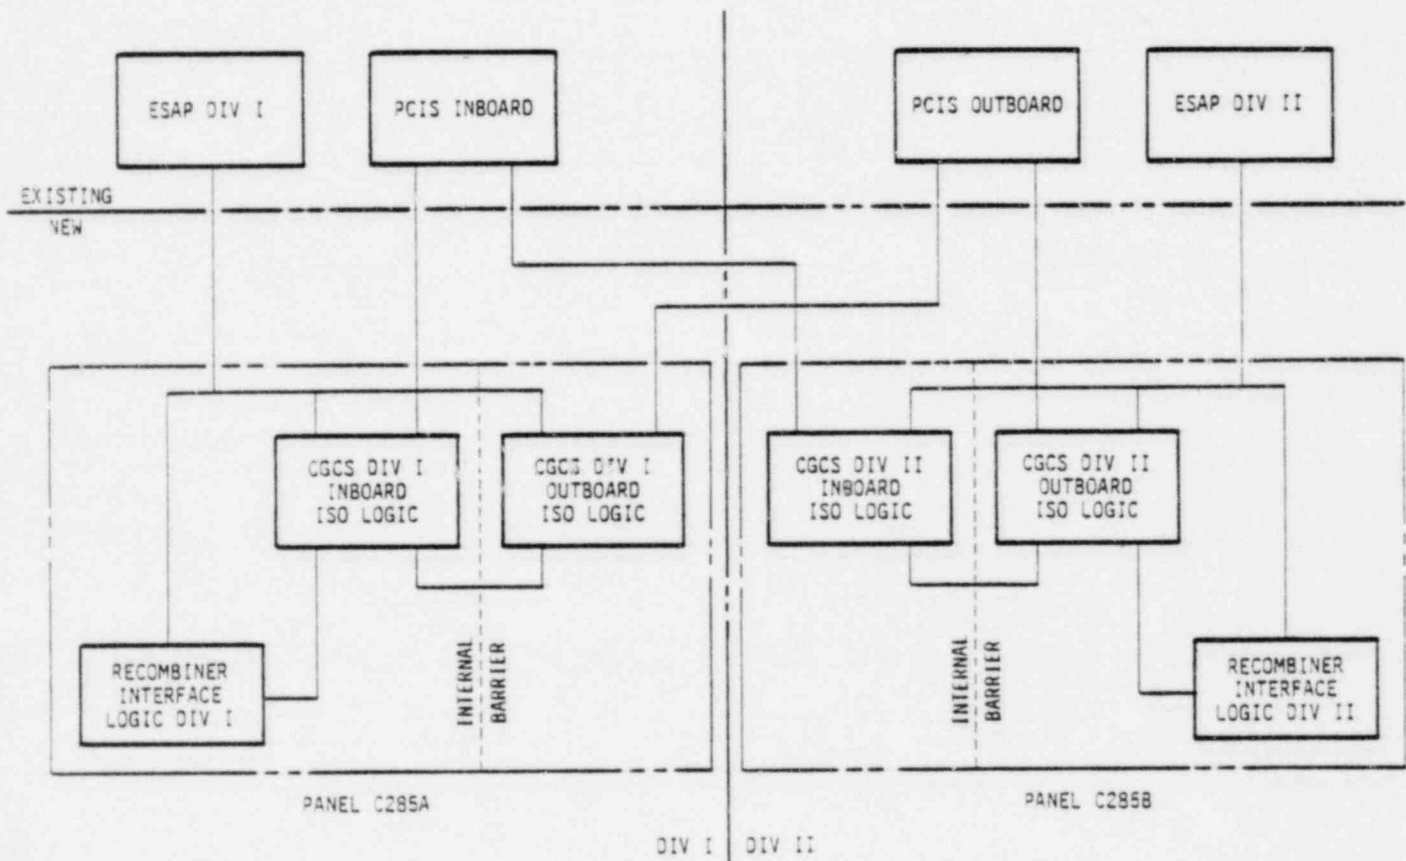 ESAP DIV I
PCIS INBOARD
PCIS OUTBOARD
ESAP DIV II
EXISTING
NEW
CGCS DIV I
INBOARD
ISO LOGIC
CGCS DIV I
OUTBOARD
ISO LOGIC
CGCS DIV II
INBOARD
ISO LOGIC
CGCS DIV II
OUTBOARD
ISO LOGIC
RECOMBINER
INTERFACE
LOGIC DIV I
INTERNAL
BARRIER
INTERNAL
BARRIER
RECOMBINER
INTERFACE
LOGIC DIV II
PANEL C285A
PANEL C285B
DIV I
DIV II